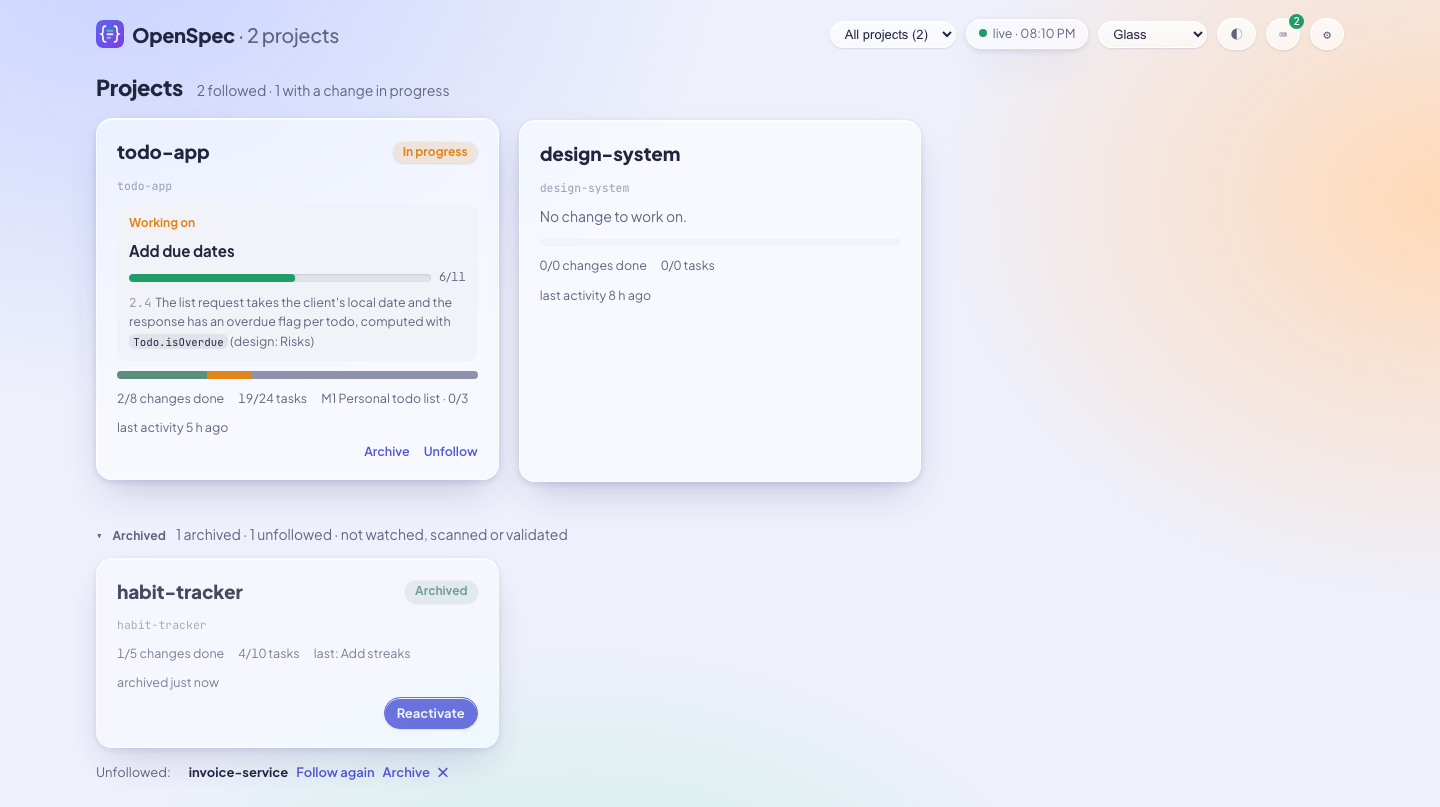 OpenSpec · 2 projects
All projects (2)
live · 08:10 PM
Glass
2
Projects
2 followed · 1 with a change in progress
todo-app
In progress
todo-app
Working on
Add due dates
6/11
2.4 The list request takes the client's local date and the
response has an overdue flag per todo, computed with
Todo.isOverdue (design: Risks)
2/8 changes done
19/24 tasks
M1 Personal todo list · 0/3
last activity 5 h ago
Archive
Unfollow
design-system
design-system
No change to work on.
0/0 changes done
0/0 tasks
last activity 8 h ago
Archived
1 archived · 1 unfollowed · not watched, scanned or validated
habit-tracker
Archived
habit-tracker
1/5 changes done
4/10 tasks
last: Add streaks
archived just now
Reactivate
Unfollowed: invoice-service Follow again Archive ✕